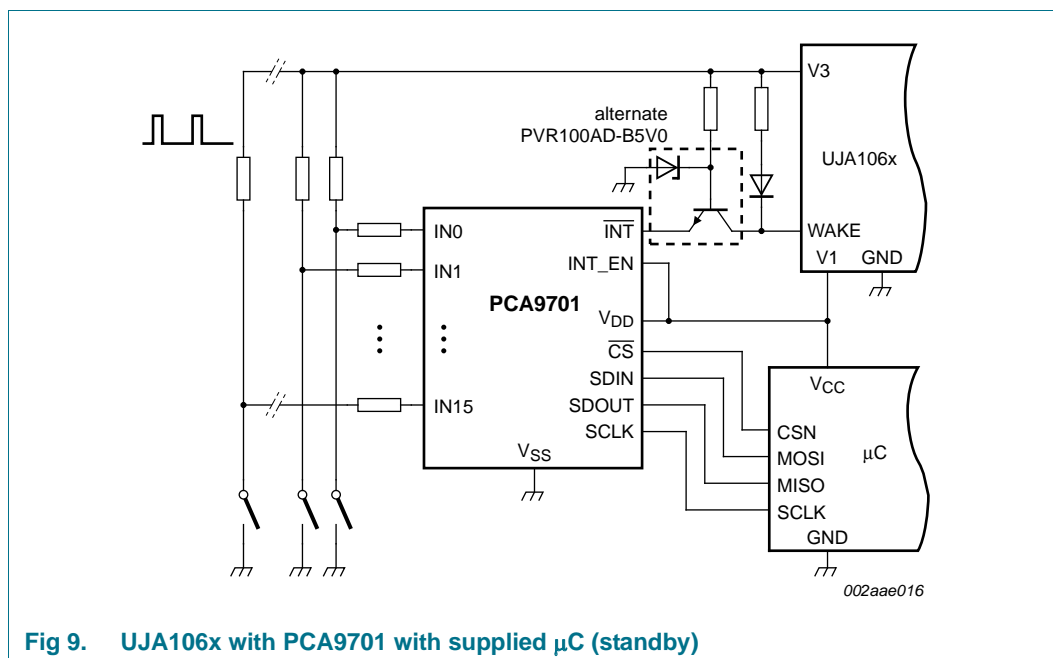 V3
alternate
PVR100AD-B5V0
UJA106x
IN0
INT
WAKE
V1
GND
IN1
INT_EN
PCA9701
VDD
CS
VCC
SDIN
IN15
SDOUT
CSN
SCLK
MOSI
μC
VSS
MISO
SCLK
GND
002aae016
Fig 9. UJA106x with PCA9701 with supplied μC (standby)